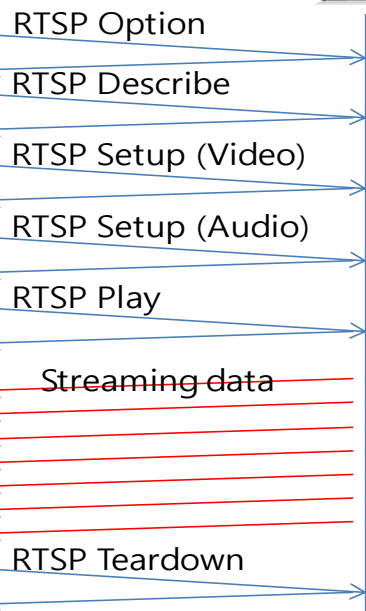 RTSP Option
RTSP Describe
RTSP Setup (Video)
RTSP Setup (Audio)
RTSP Play
Streaming data
RTSP Teardown